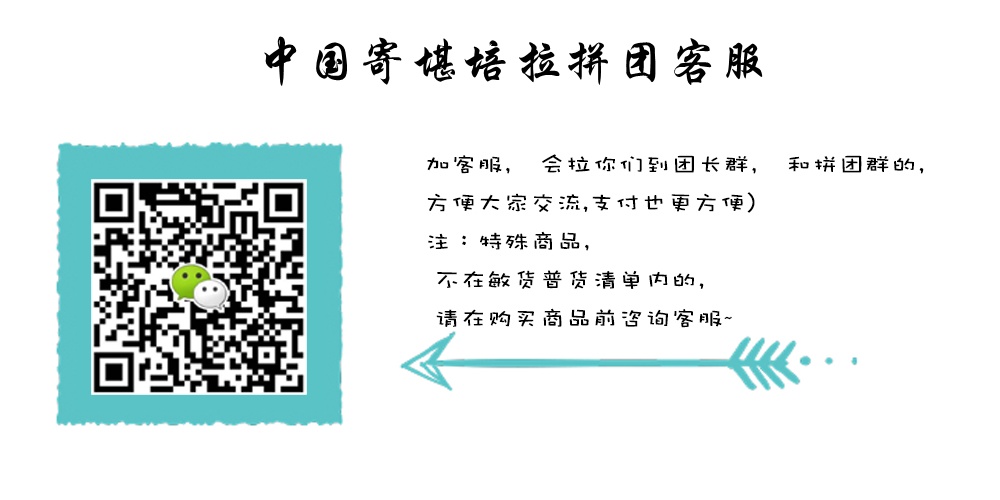 中国寄堪培拉拼团客服
加客服, 会拉你们到团长群, 和拼团群的,
方便大家交流,支付也更方便)
注：特殊商品,
不在敏货普货清单内的,
请在购买商品前咨询客服~